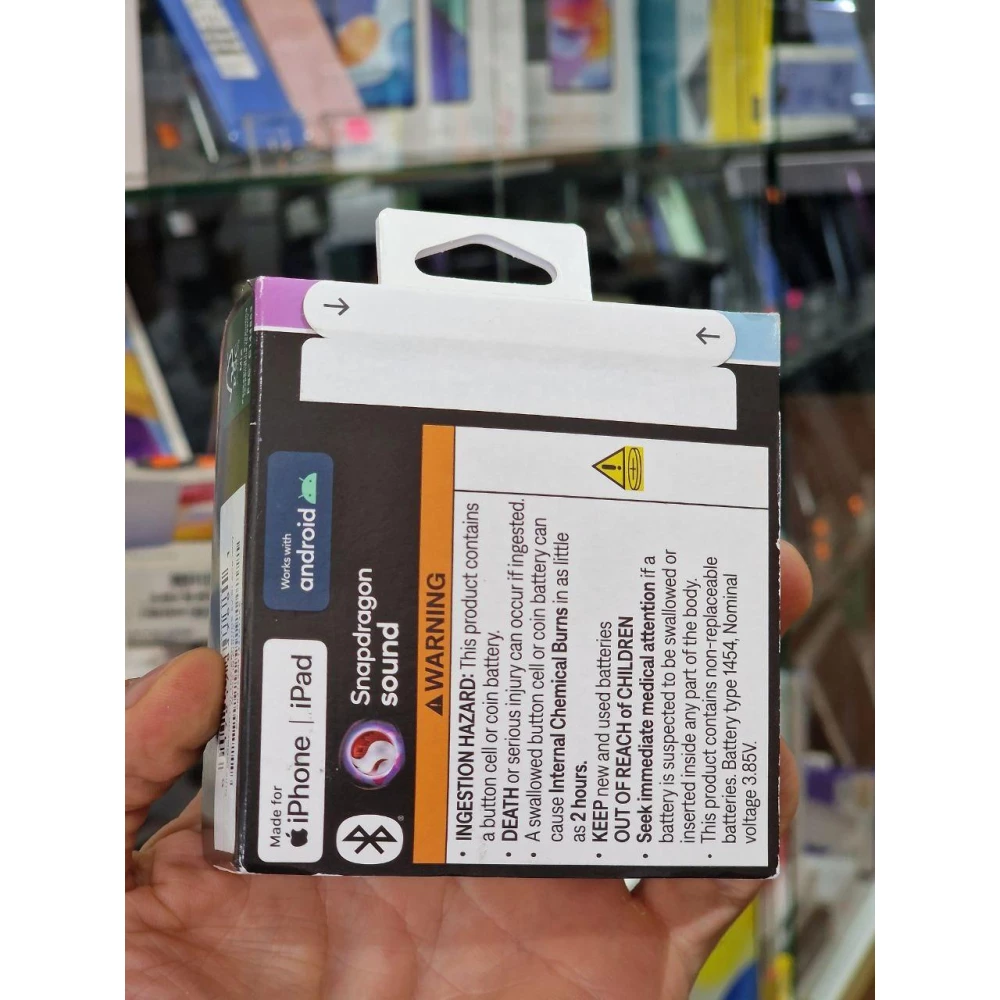 Made for
iPhone | iPad
Works with
android
Snapdragon
sound
WARNING
• INGESTION HAZARD: This product contains
a button cell or coin battery.
• DEATH or serious injury can occur if ingested.
• A swallowed button cell or coin battery can
cause Internal Chemical Burns in as little
as 2 hours.
• KEEP new and used batteries
OUT OF REACH of CHILDREN
• Seek immediate medical attention if a
battery is suspected to be swallowed or
inserted inside any part of the body.
• This product contains non-replaceable
batteries. Battery type 1454, Nominal
voltage 3.85V.